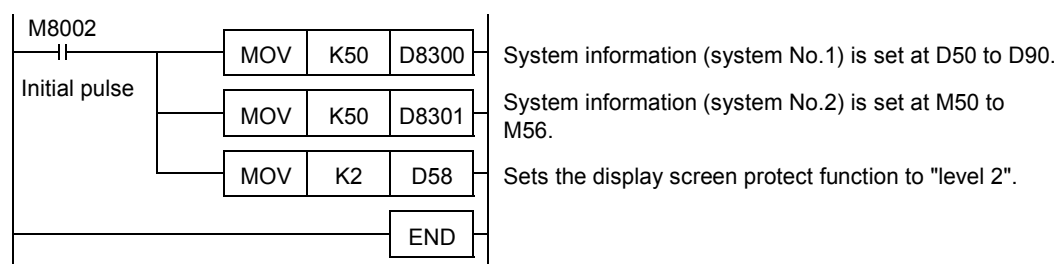 M8002
MOV K50 D8300 System information (system No.1) is set at D50 to D90.
Initial pulse
MOV K50 D8301 System information (system No.2) is set at M50 to
M56.
MOV K2 D58 Sets the display screen protect function to "level 2".
END